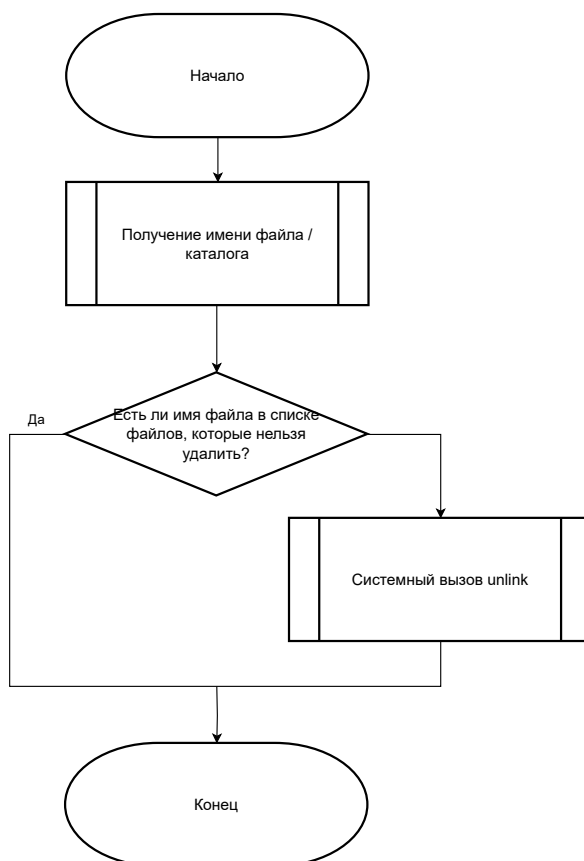 Начало
Получение имени файла /
каталога
Да
Есть ли имя файла в списке
файлов, которые нельзя
удалить?
Системный вызов unlink
Конец